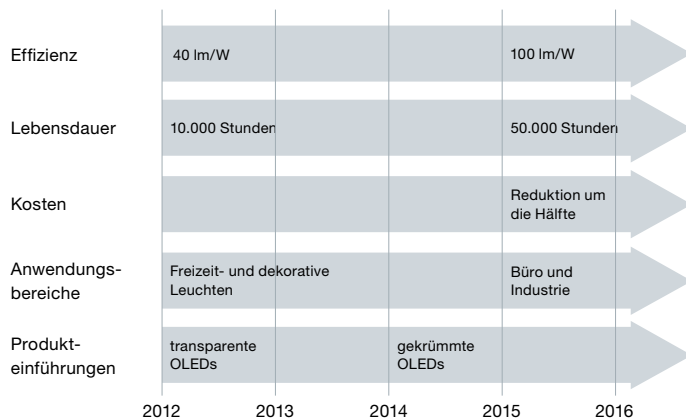 Effizienz
40 lm/W
100 lm/W
Lebensdauer
10.000 Stunden
50.000 Stunden
Kosten
Reduktion um
die Hälfte
Anwendungs-
bereiche
Freizeit- und dekorative
Leuchten
Büro und
Industrie
Produkt-
einführungen
transparente
OLEDs
gekrümmte
OLEDs
2012 2013 2014 2015 2016